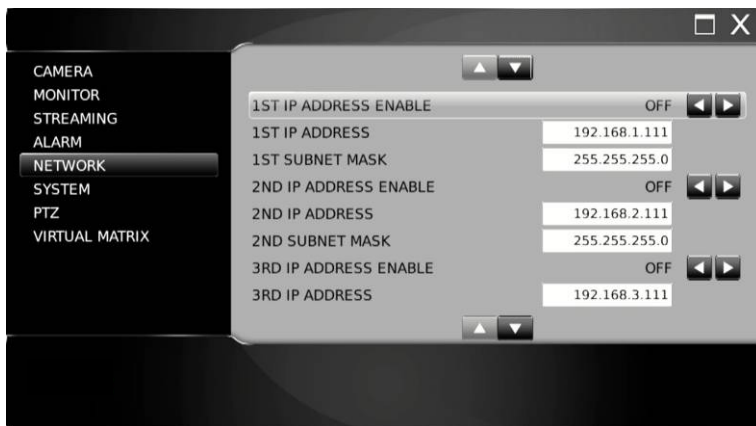 X
CAMERA
MONITOR
STREAMING
ALARM
NETWORK
SYSTEM
PTZ
VIRTUAL MATRIX
1ST IP ADDRESS ENABLE OFF
1ST IP ADDRESS 192.168.1.111
1ST SUBNET MASK 255.255.255.0
2ND IP ADDRESS ENABLE OFF
2ND IP ADDRESS 192.168.2.111
2ND SUBNET MASK 255.255.255.0
3RD IP ADDRESS ENABLE OFF
3RD IP ADDRESS 192.168.3.111